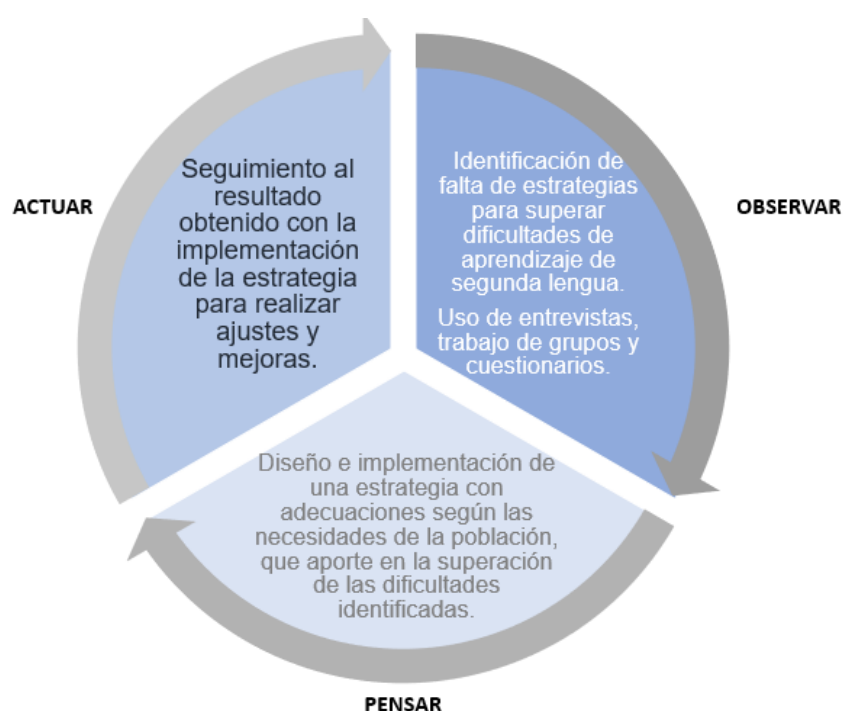 Seguimiento al
resultado
obtenido con la
implementación
de la estrategia
para realizar
ajustes y
mejoras.
ACTUAR
Identificación de
falta de estrategias
para superar
dificultades de
aprendizaje de
segunda lengua.
Uso de entrevistas,
trabajo de grupos y
cuestionarios.
OBSERVAR
Diseño e implementación de
una estrategia con
adecuaciones según las
necesidades de la población,
que aporte en la superación
de las dificultades
identificadas.
PENSAR